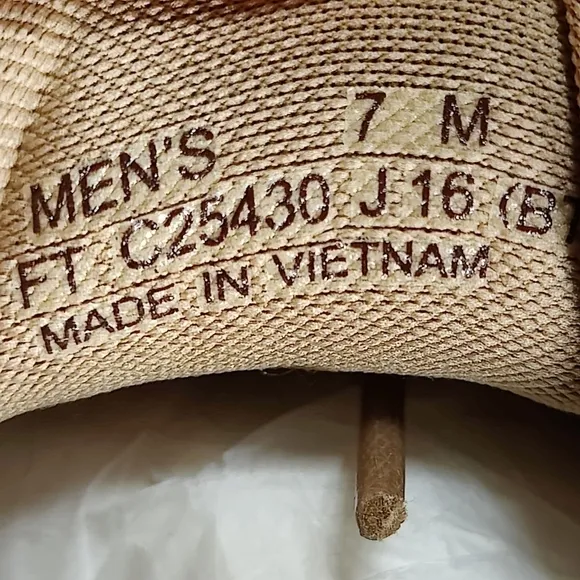 MEN'S 7 M
FT C25430 J 16 (B
MADE IN VIETNAM